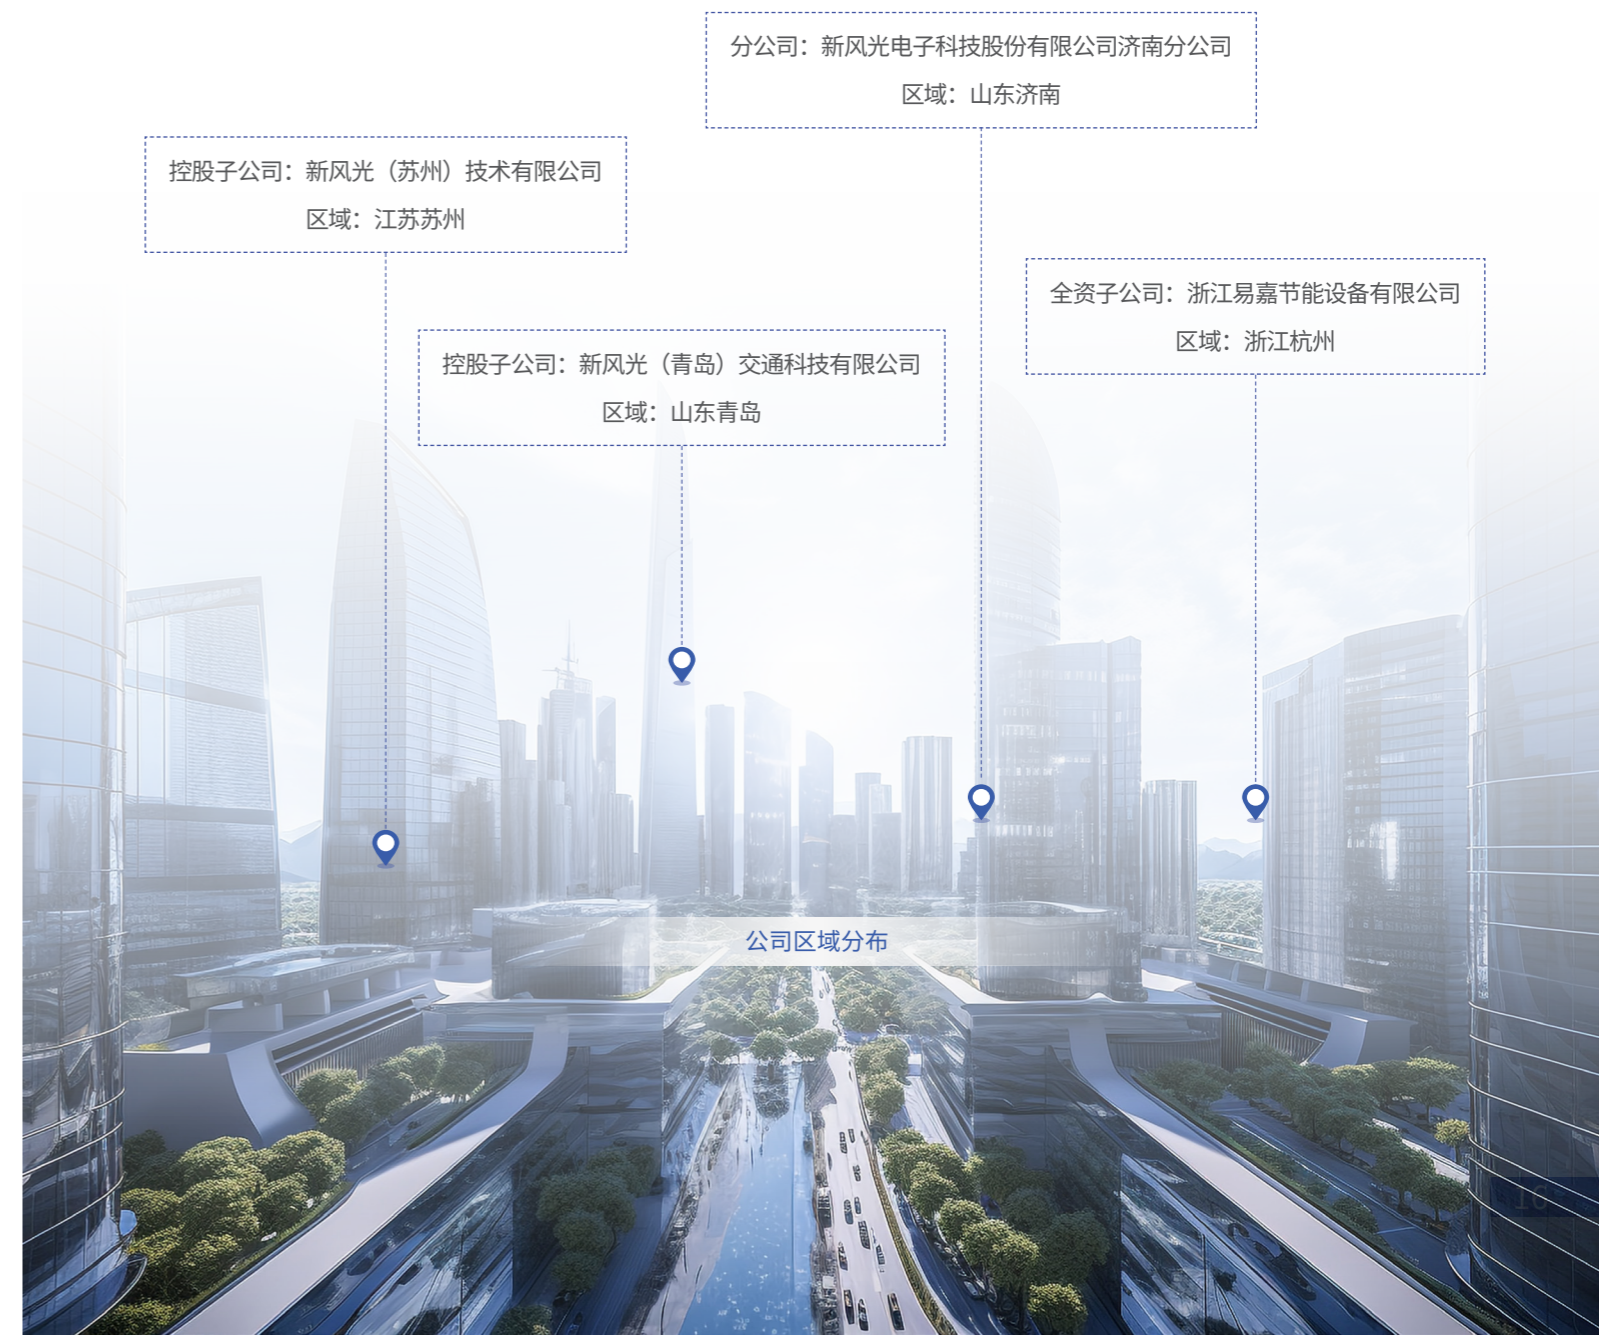 分公司：新风光电子科技股份有限公司济南分公司
区域：山东济南
控股子公司：新风光（苏州）技术有限公司
区域：江苏苏州
全资子公司：浙江易嘉节能设备有限公司
区域：浙江杭州
控股子公司：新风光（青岛）交通科技有限公司
区域：山东青岛
公司区域分布
16